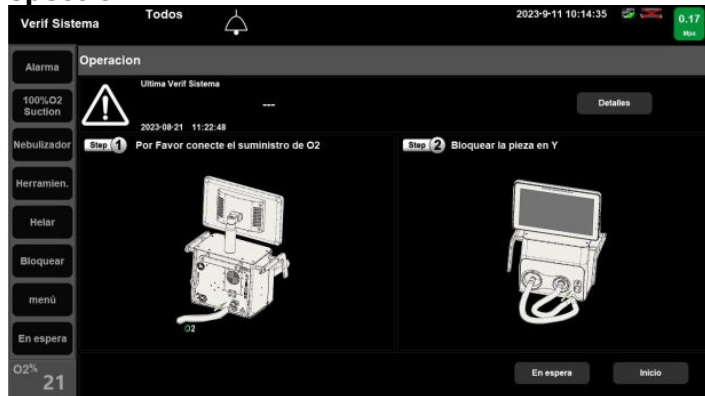 Verif Sistema
Todos
2023-9-11 10:14:35
0.17
Mpa
Alarma
100%O2
Suction
Nebulizador
Herramien.
Helar
Bloquear
menú
En espera
O2%
21
Operacion
Ultima Verif Sistema
---
2023-08-21 11:22:48
Detalles
Step 1 Por Favor conecte el suministro de O2
O2
Step 2 Bloquear la pieza en Y
En espera
Inicio